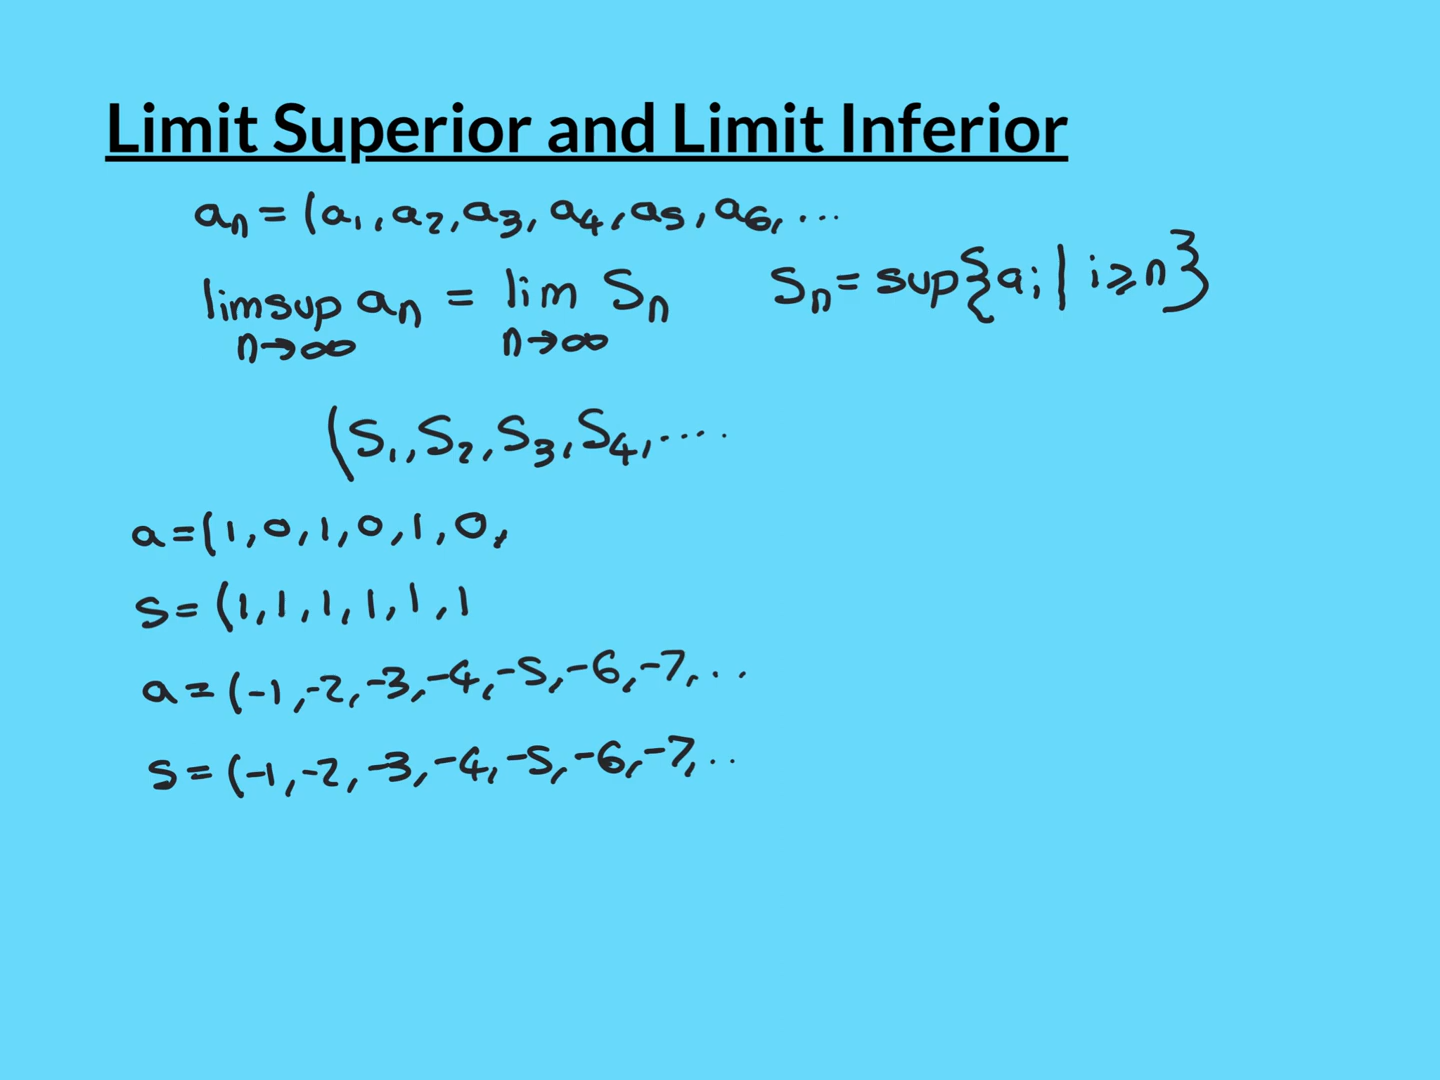 Limit Superior and Limit Inferior
aₙ = (a₁, a₂, a₃, a₄, a₅, a₆, ...
limsup aₙ = lim Sₙ Sₙ = sup{aᵢ | i ≥ n}
n→∞ n→∞
(S₁, S₂, S₃, S₄, ....
a = (1, 0, 1, 0, 1, 0,
S = (1, 1, 1, 1, 1, 1
a = (-1, -2, -3, -4, -5, -6, -7, ...
S = (-1, -2, -3, -4, -5, -6, -7, ..